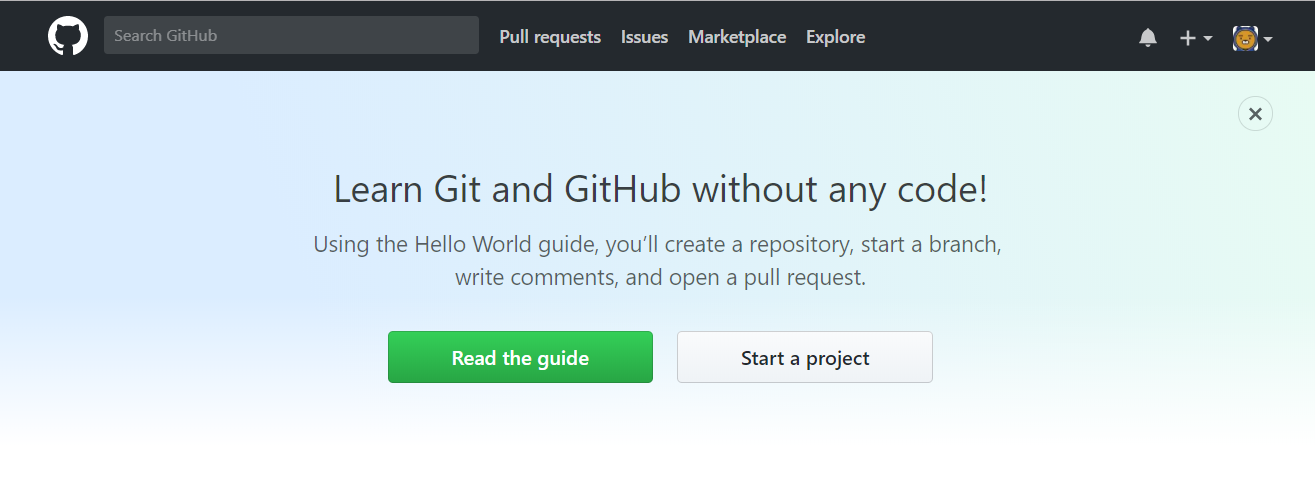 Search GitHub Pull requests Issues Marketplace Explore
Learn Git and GitHub without any code!
Using the Hello World guide, you’ll create a repository, start a branch,
write comments, and open a pull request.
Read the guide Start a project